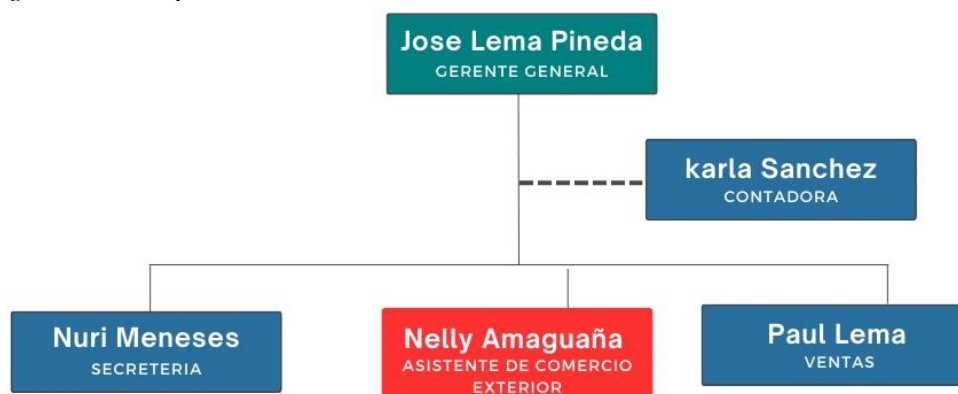 Jose Lema Pineda
GERENTE GENERAL
karla Sanchez
CONTADORA
Nuri Meneses
SECRETERIA
Nelly Amaguaña
ASISTENTE DE COMERCIO
EXTERIOR
Paul Lema
VENTAS